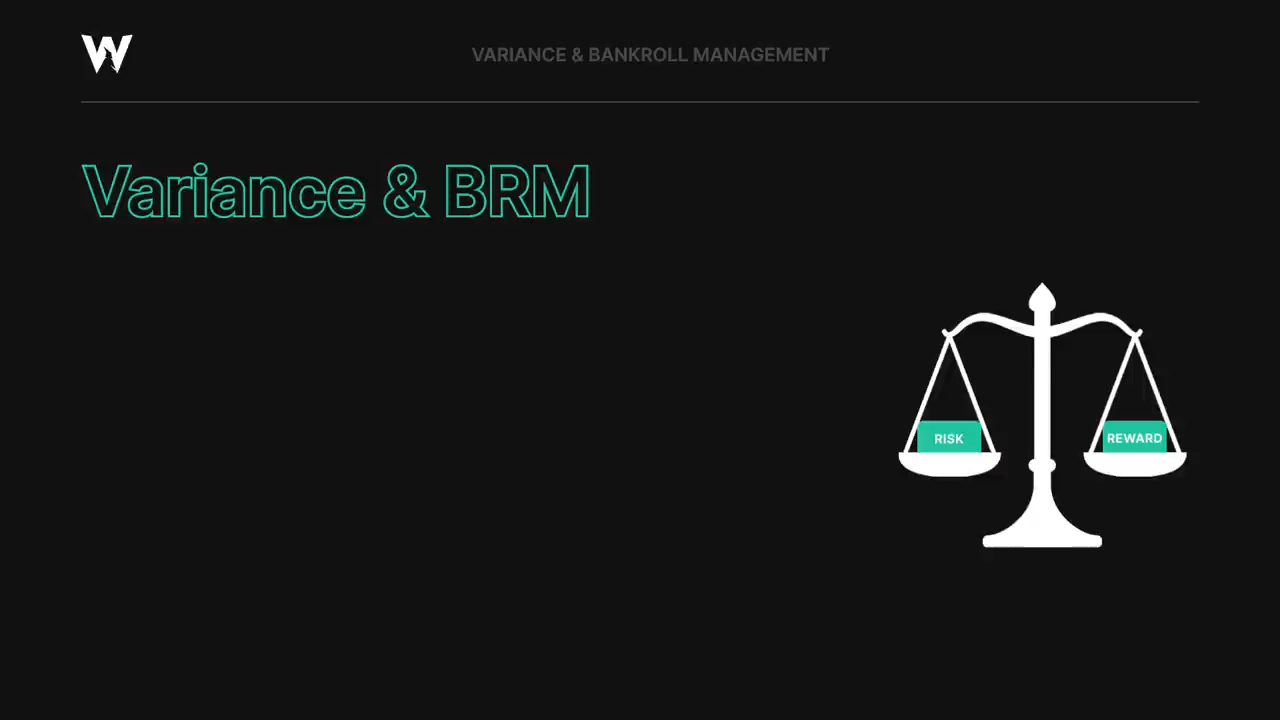 W
VARIANCE & BANKROLL MANAGEMENT
Variance & BRM
RISK
REWARD